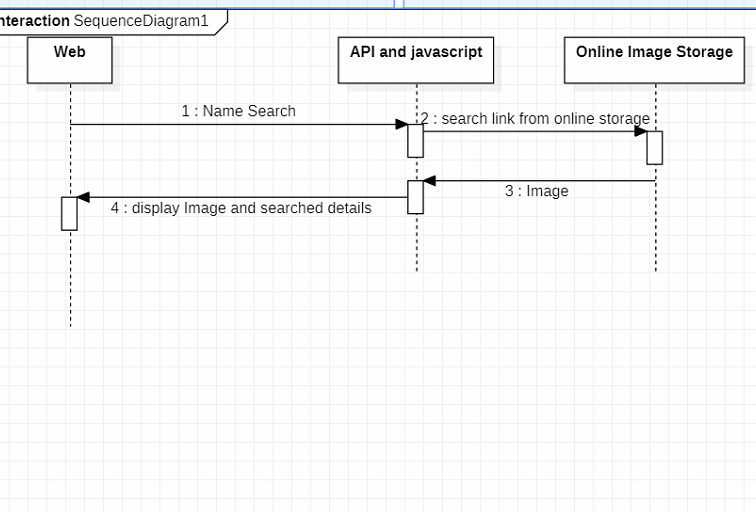 nteraction SequenceDiagram1
Web
API and javascript
Online Image Storage
1 : Name Search
2 : search link from online storage
3 : Image
4 : display Image and searched details